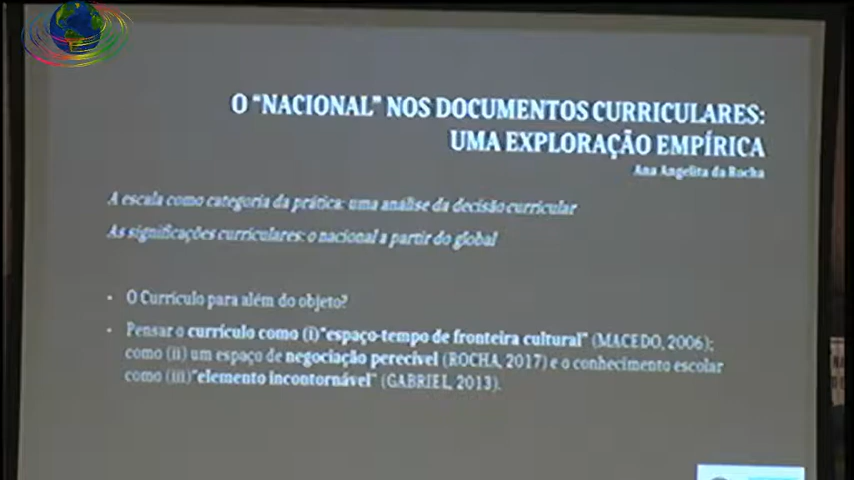 O “NACIONAL” NOS DOCUMENTOS CURRICULARES:
UMA EXPLORAÇÃO EMPÍRICA
Ana Angelita da Rocha
A escala como categoria da prática: uma análise da decisão curricular
As significações curriculares: o nacional a partir do global
• O Currículo para além do objeto?
• Pensar o currículo como (i)“espaço-tempo de fronteira cultural” (MACEDO, 2006);
como (ii) um espaço de negociação perecível (ROCHA, 2017) e o conhecimento escolar
como (iii)“elemento incontornável” (GABRIEL, 2013).